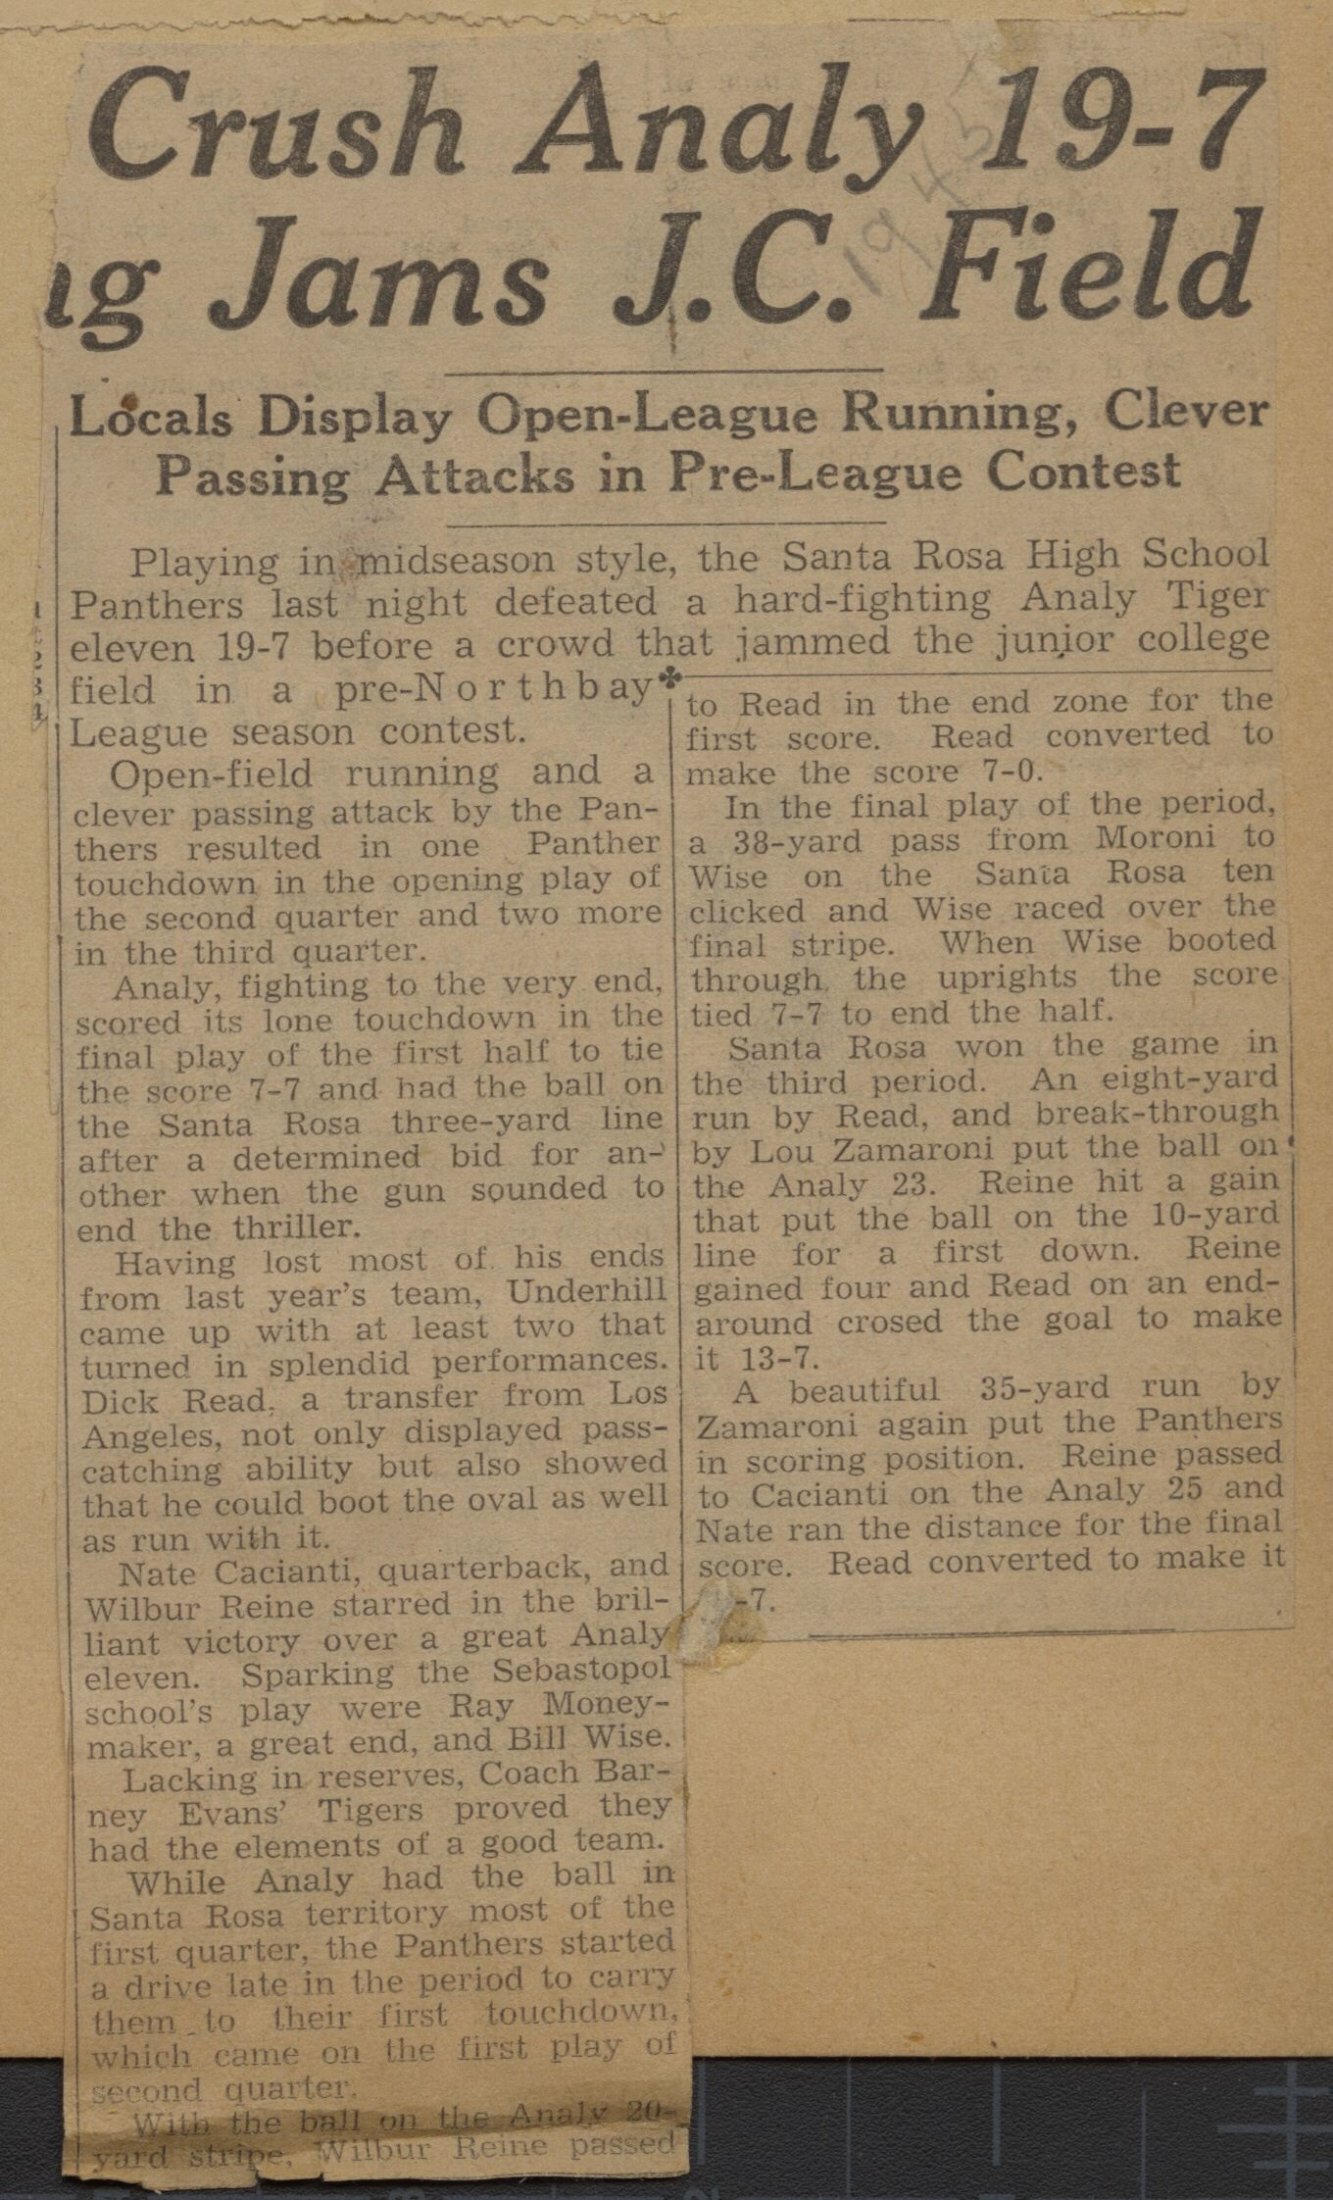 Crush Analy 19-7
ig Jams J.C. Field
Locals Display Open-League Running, Clever
Passing Attacks in Pre-League Contest
Playing in midseason style, the Santa Rosa High School
Panthers last night defeated a hard-fighting Analy Tiger
eleven 19-7 before a crowd that jammed the junior college
field in a pre-Northbay
League season contest.
Open-field running and a
clever passing attack by the Pan-
thers resulted in one Panther
touchdown in the opening play of
the second quarter and two more
in the third quarter.
Analy, fighting to the very end,
scored its lone touchdown in the
final play of the first half to tie
the score 7-7 and had the ball on
the Santa Rosa three-yard line
after a determined bid for an-
other when the gun sounded to
end the thriller.
Having lost most of his ends
from last year's team, Underhill
came up with at least two that
turned in splendid performances.
Dick Read, a transfer from Los
Angeles, not only displayed pass-
catching ability but also showed
that he could boot the oval as well
as run with it.
Nate Cacianti, quarterback, and
Wilbur Reine starred in the bril-
liant victory over a great Analy
eleven. Sparking the Sebastopol
school's play were Ray Money-
maker, a great end, and Bill Wise.
Lacking in reserves, Coach Bar-
ney Evans' Tigers proved they
had the elements of a good team.
While Analy had the ball in
Santa Rosa territory most of the
first quarter, the Panthers started
a drive late in the period to carry
them to their first touchdown,
which came on the first play of
second quarter.
With the ball on the Analy 20-
yard stripe, Wilbur Reine passed
to Read in the end zone for the
first score. Read converted to
make the score 7-0.
In the final play of the period,
a 38-yard pass from Moroni to
Wise on the Santa Rosa ten
clicked and Wise raced over the
final stripe. When Wise booted
through the uprights the score
tied 7-7 to end the half.
Santa Rosa won the game in
the third period. An eight-yard
run by Read, and break-through
by Lou Zamaroni put the ball on
the Analy 23. Reine hit a gain
that put the ball on the 10-yard
line for a first down. Reine
gained four and Read on an end-
around crosed the goal to make
it 13-7.
A beautiful 35-yard run by
Zamaroni again put the Panthers
in scoring position. Reine passed
to Cacianti on the Analy 25 and
Nate ran the distance for the final
score. Read converted to make it
-7.